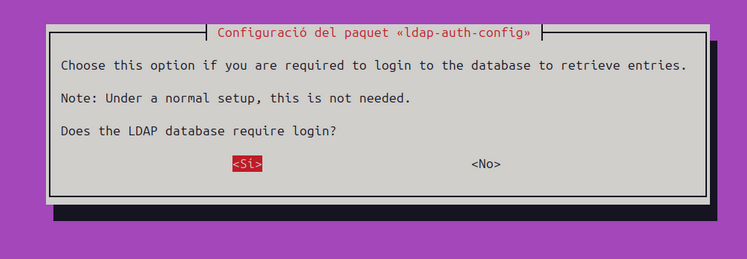 Configuració del paquet «ldap-auth-config»
Choose this option if you are required to login to the database to retrieve entries.
Note: Under a normal setup, this is not needed.
Does the LDAP database require login?
<Sí> <No>